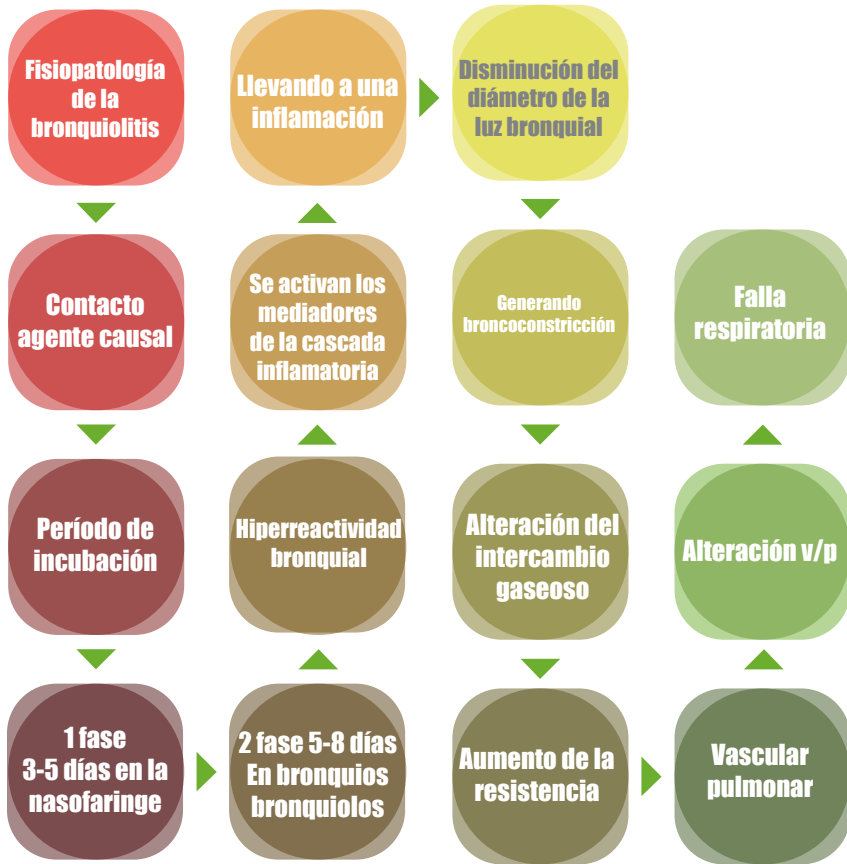 Fisiopatología
de la
bronquiolitis
Contacto
agente causal
Período de
incubación
1 fase
3-5 días en la
nasofaringe
2 fase 5-8 días
En bronquios
bronquiolos
Hiperreactividad
bronquial
Se activan los
mediadores
de la cascada
inflamatoria
Llevando a una
inflamación
Disminución del
diámetro de la
luz bronquial
Generando
broncoconstricción
Alteración del
intercambio
gaseoso
Aumento de la
resistencia
Vascular
pulmonar
Alteración v/p
Falla
respiratoria